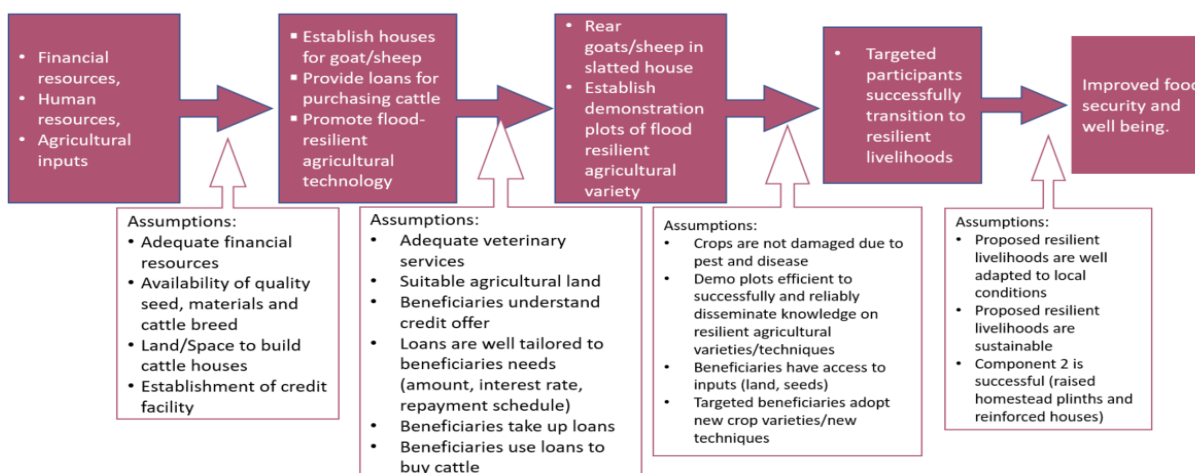 • Financial resources,
• Human resources,
• Agricultural inputs
▪ Establish houses for goat/sheep
▪ Provide loans for purchasing cattle
▪ Promote flood-resilient agricultural technology
• Rear goats/sheep in slatted house
• Establish demonstration plots of flood resilient agricultural variety
• Targeted participants successfully transition to resilient livelihoods
Improved food security and well being.
Assumptions:
• Adequate financial resources
• Availability of quality seed, materials and cattle breed
• Land/Space to build cattle houses
• Establishment of credit facility
Assumptions:
• Adequate veterinary services
• Suitable agricultural land
• Beneficiaries understand credit offer
• Loans are well tailored to beneficiaries needs (amount, interest rate, repayment schedule)
• Beneficiaries take up loans
• Beneficiaries use loans to buy cattle
Assumptions:
• Crops are not damaged due to pest and disease
• Demo plots efficient to successfully and reliably disseminate knowledge on resilient agricultural varieties/techniques
• Beneficiaries have access to inputs (land, seeds)
• Targeted beneficiaries adopt new crop varieties/new techniques
Assumptions:
• Proposed resilient livelihoods are well adapted to local conditions
• Proposed resilient livelihoods are sustainable
• Component 2 is successful (raised homestead plinths and reinforced houses)